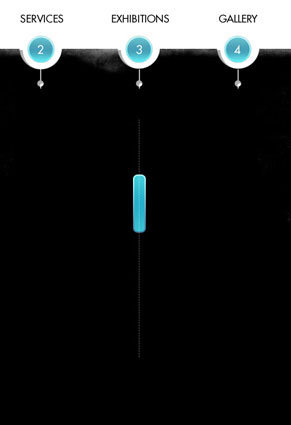 SERVICES EXHIBITIONS GALLERY
2 3 4